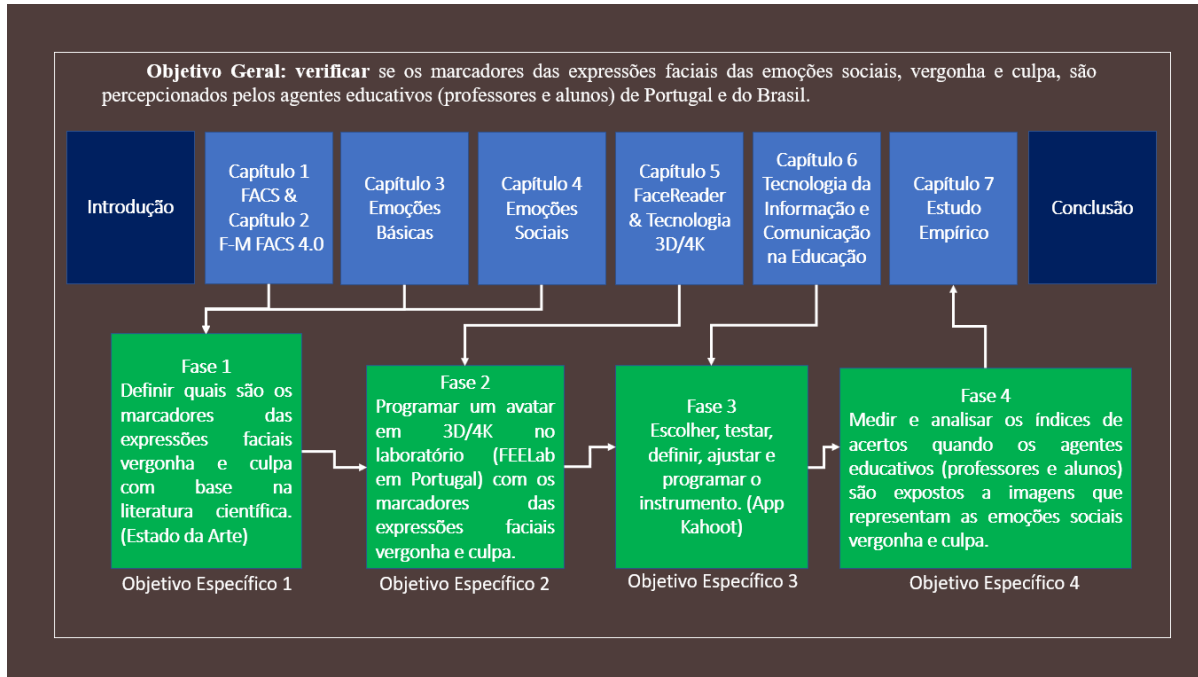 Objetivo Geral: verificar se os marcadores das expressões faciais das emoções sociais, vergonha e culpa, são
percepcionados pelos agentes educativos (professores e alunos) de Portugal e do Brasil.
Introdução
Capítulo 1
FACS &
Capítulo 2
F-M FACS 4.0
Capítulo 3
Emoções
Básicas
Capítulo 4
Emoções
Sociais
Capítulo 5
FaceReader
& Tecnologia
3D/4K
Capítulo 6
Tecnologia da
Informação e
Comunicação
na Educação
Capítulo 7
Estudo
Empírico
Conclusão
Fase 1
Definir quais são os
marcadores das
expressões faciais
vergonha e culpa
com base na
literatura científica.
(Estado da Arte)
Objetivo Específico 1
Fase 2
Programar um avatar
em 3D/4K no
laboratório (FEELab
em Portugal) com os
marcadores das
expressões faciais
vergonha e culpa.
Objetivo Específico 2
Fase 3
Escolher, testar,
definir, ajustar e
programar o
instrumento. (App
Kahoot)
Objetivo Específico 3
Fase 4
Medir e analisar os índices de
acertos quando os agentes
educativos (professores e alunos)
são expostos a imagens que
representam as emoções sociais
vergonha e culpa.
Objetivo Específico 4